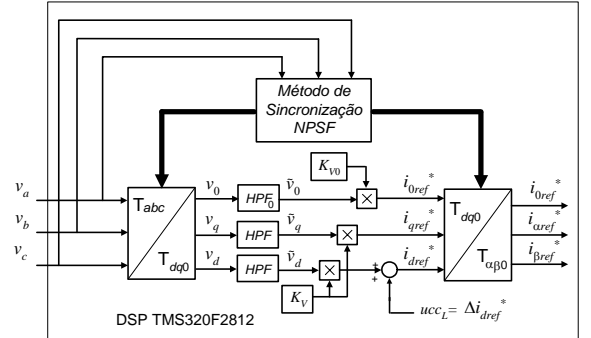 Método de
Sincronização
NPSF
K_V0
v_a
v_b
v_c
T_abc
T_dq0
v_0
HPF_0
ṽ_0
i_0ref*
v_q
HPF
ṽ_q
i_qref*
v_d
HPF
ṽ_d
+
+
i_dref*
T_dq0
T_αβ0
i_0ref*
i_αref*
i_βref*
K_V
ucc_L = Δi_dref*
DSP TMS320F2812